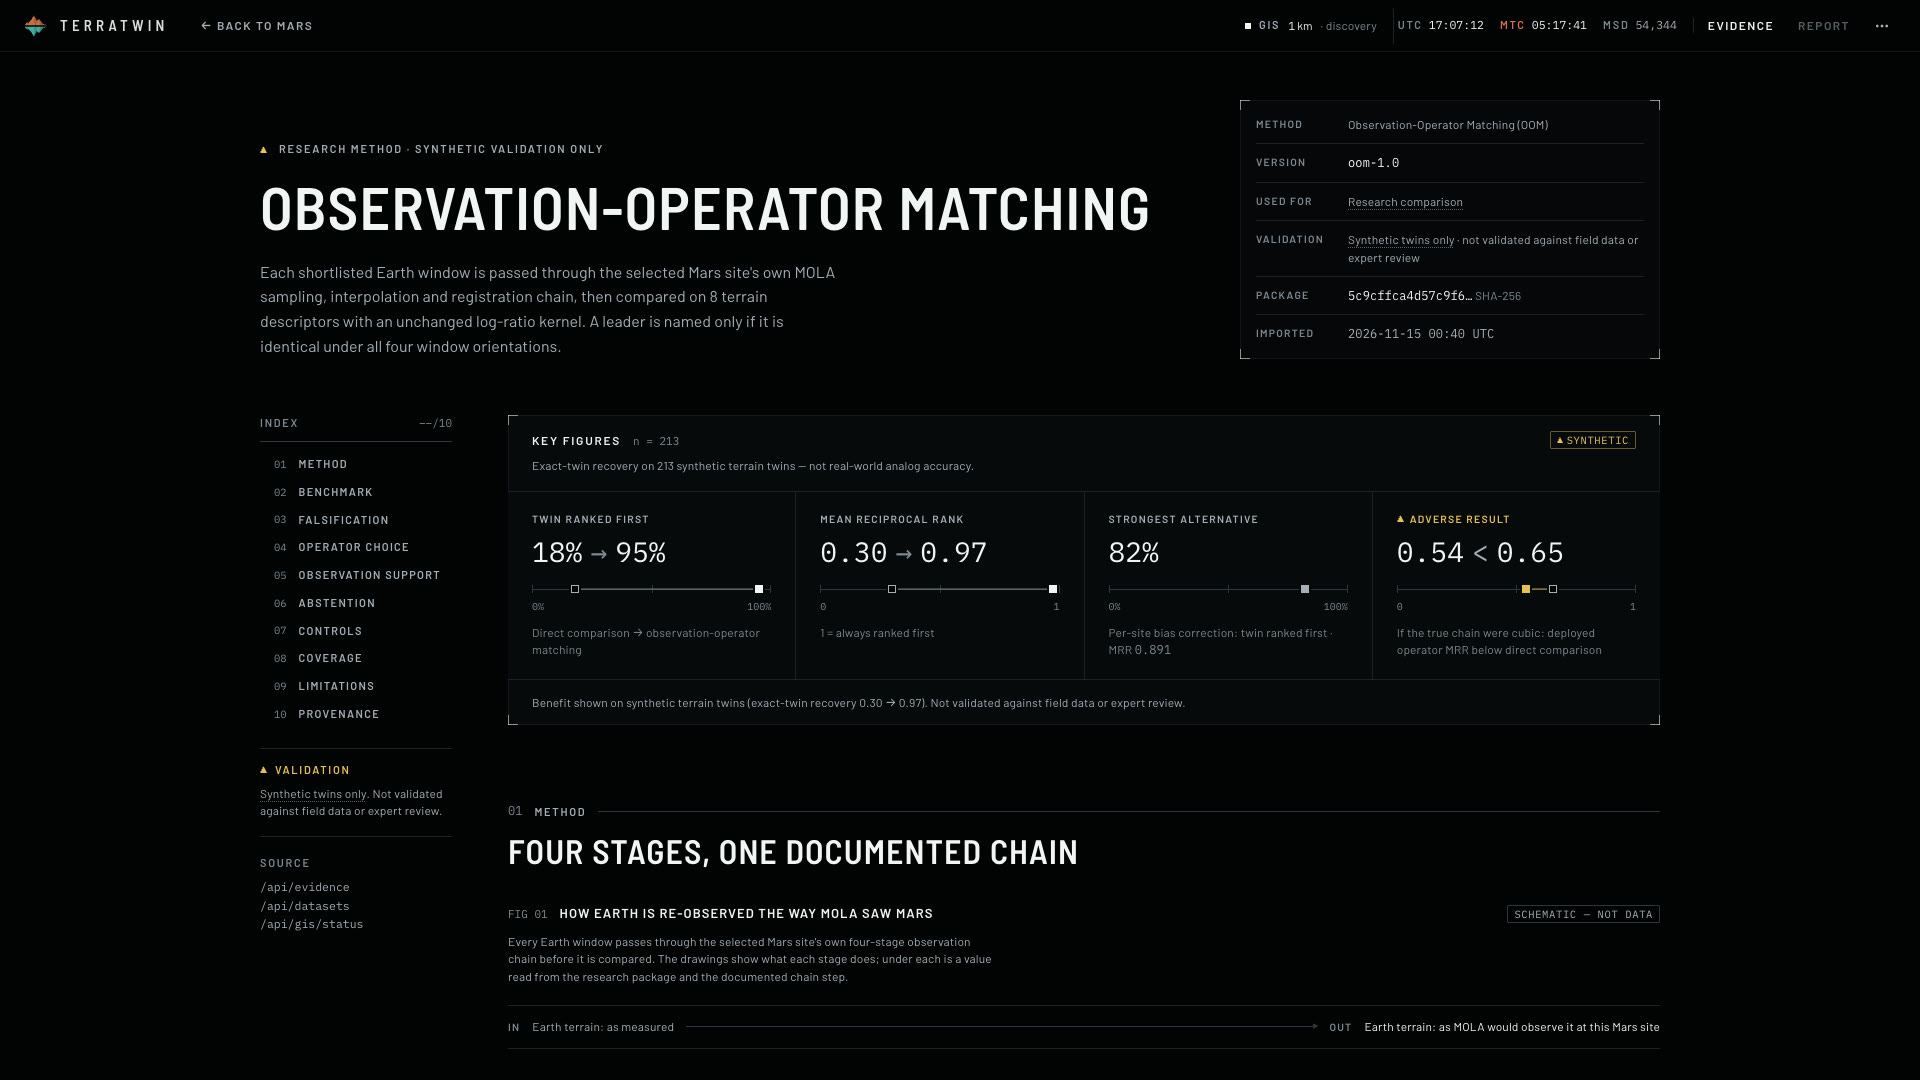 TERRATWIN
← BACK TO MARS
GIS 1 km · discovery
UTC 17:07:12 MTC 05:17:41 MSD 54,344
EVIDENCE REPORT ···
RESEARCH METHOD · SYNTHETIC VALIDATION ONLY
OBSERVATION-OPERATOR MATCHING
Each shortlisted Earth window is passed through the selected Mars site's own MOLA
sampling, interpolation and registration chain, then compared on 8 terrain
descriptors with an unchanged log-ratio kernel. A leader is named only if it is
identical under all four window orientations.
METHOD Observation-Operator Matching (OOM)
VERSION oom-1.0
USED FOR Research comparison
VALIDATION Synthetic twins only · not validated against field data or
expert review
PACKAGE 5c9cffca4d57c9f6… SHA-256
IMPORTED 2026-11-15 00:40 UTC
INDEX --/10
01 METHOD
02 BENCHMARK
03 FALSIFICATION
04 OPERATOR CHOICE
05 OBSERVATION SUPPORT
06 ABSTENTION
07 CONTROLS
08 COVERAGE
09 LIMITATIONS
10 PROVENANCE
VALIDATION
Synthetic twins only. Not validated
against field data or expert review.
SOURCE
/api/evidence
/api/datasets
/api/gis/status
KEY FIGURES n = 213
SYNTHETIC
Exact-twin recovery on 213 synthetic terrain twins — not real-world analog accuracy.
TWIN RANKED FIRST
18% → 95%
0% 100%
Direct comparison → observation-operator
matching
MEAN RECIPROCAL RANK
0.30 → 0.97
0 1
1 = always ranked first
STRONGEST ALTERNATIVE
82%
0% 100%
Per-site bias correction: twin ranked first ·
MRR 0.891
ADVERSE RESULT
0.54 < 0.65
0 1
If the true chain were cubic: deployed
operator MRR below direct comparison
Benefit shown on synthetic terrain twins (exact-twin recovery 0.30 → 0.97). Not validated against field data or expert review.
01 METHOD
FOUR STAGES, ONE DOCUMENTED CHAIN
FIG 01 HOW EARTH IS RE-OBSERVED THE WAY MOLA SAW MARS
SCHEMATIC — NOT DATA
Every Earth window passes through the selected Mars site's own four-stage observation
chain before it is compared. The drawings show what each stage does; under each is a value
read from the research package and the documented chain step.
IN Earth terrain: as measured
OUT Earth terrain: as MOLA would observe it at this Mars site